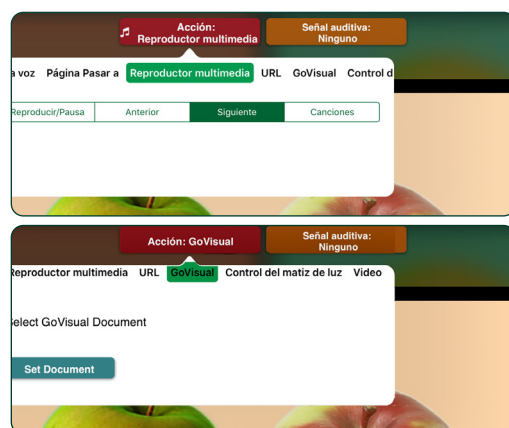 Acción:
Reproductor multimedia
Señal auditiva:
Ninguno
a voz Página Pasar a Reproductor multimedia URL GoVisual Control d
Reproducir/Pausa Anterior Siguiente Canciones
Acción: GoVisual
Señal auditiva:
Ninguno
Reproductor multimedia URL GoVisual Control del matiz de luz Video
Select GoVisual Document
Set Document